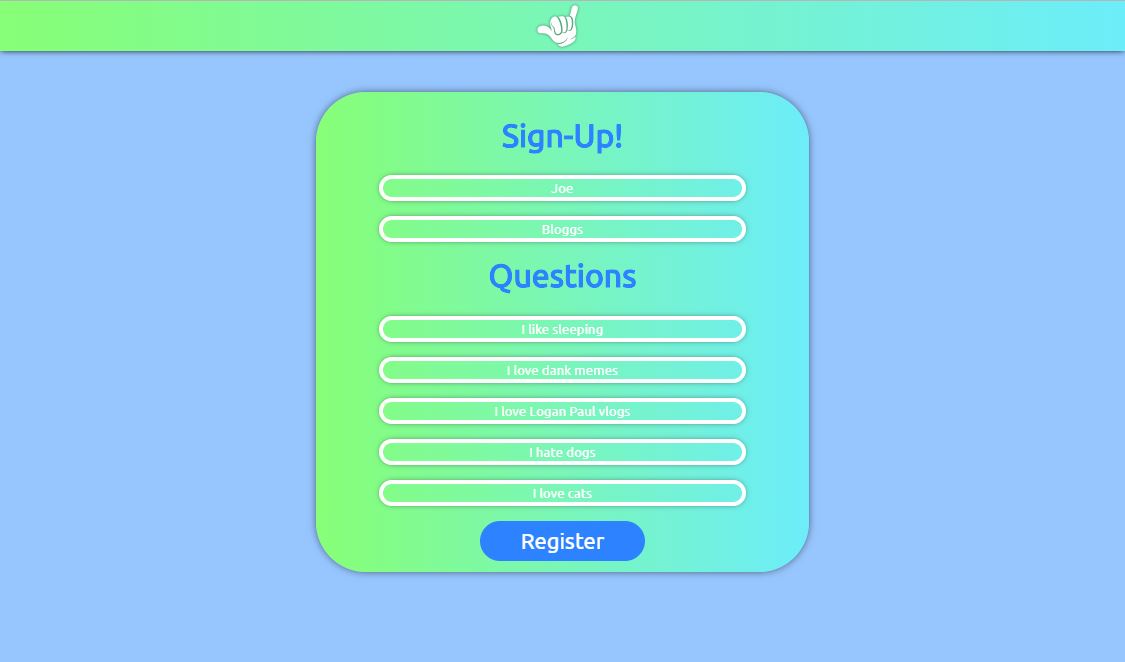 Sign-Up!
Joe
Bloggs
Questions
I like sleeping
I love dank memes
I love Logan Paul vlogs
I hate dogs
I love cats
Register